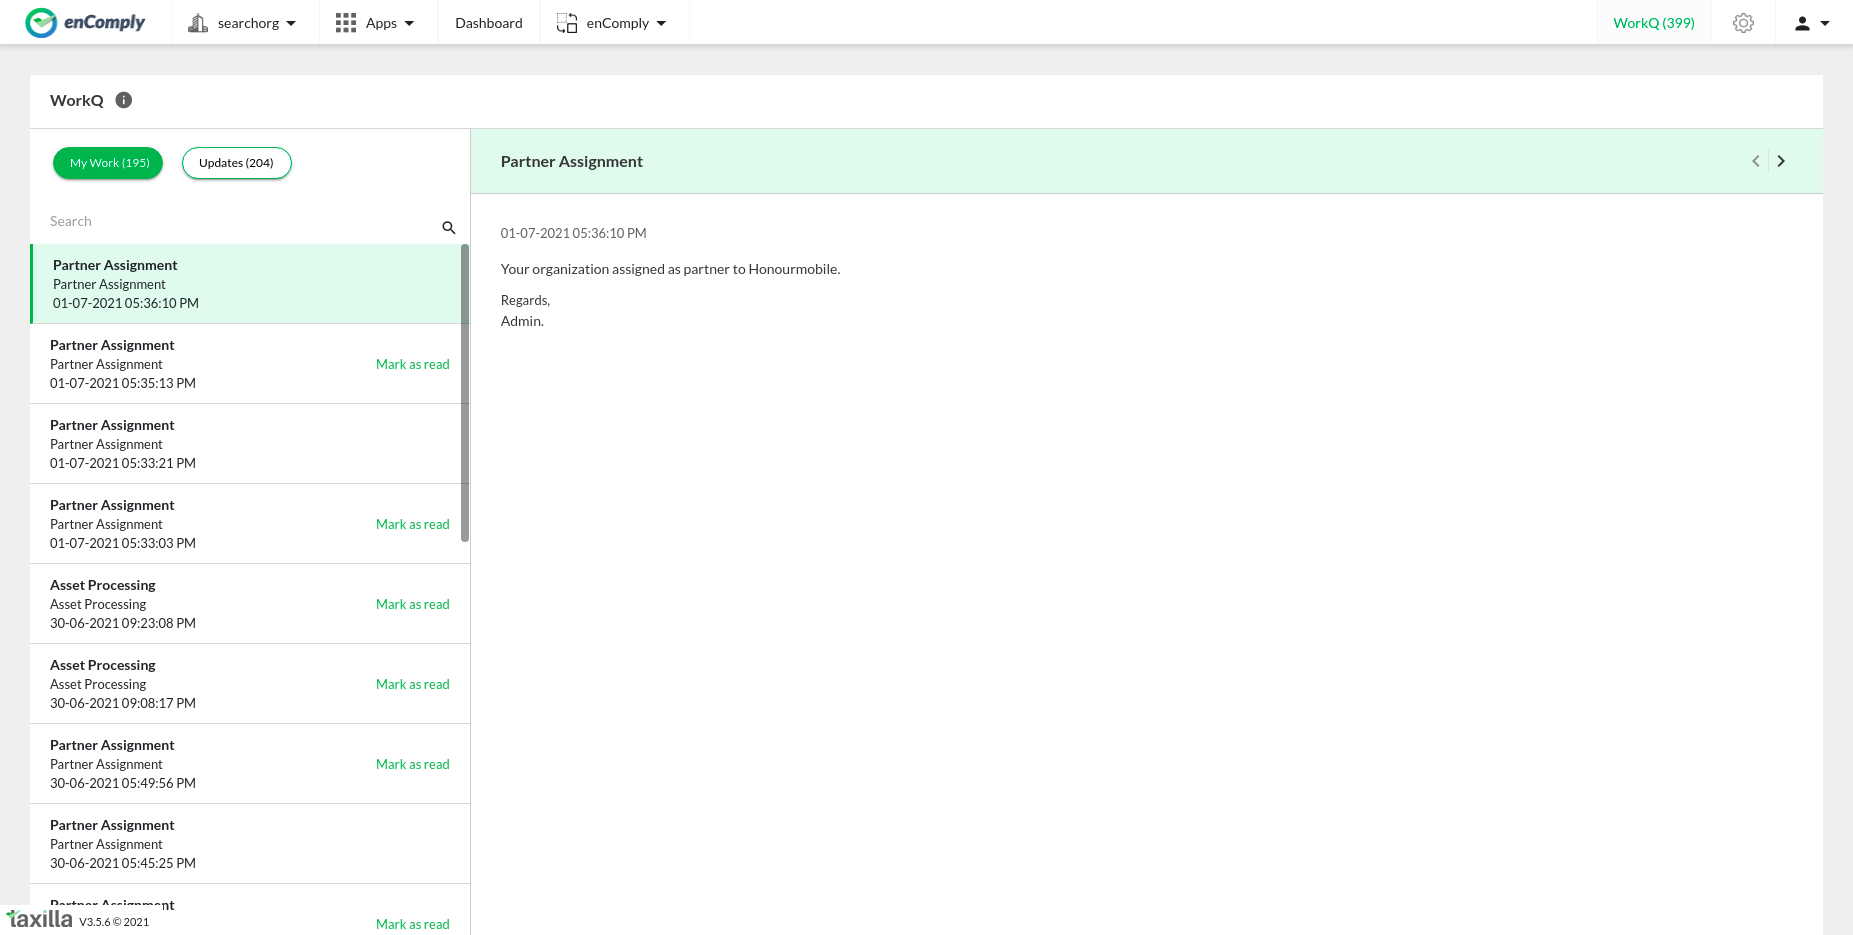 enComply
searchorg
Apps
Dashboard
enComply
WorkQ (399)
WorkQ
My Work (195)
Updates (204)
Search
Partner Assignment
Partner Assignment
01-07-2021 05:36:10 PM
Partner Assignment
Partner Assignment
Mark as read
01-07-2021 05:35:13 PM
Partner Assignment
Partner Assignment
01-07-2021 05:33:21 PM
Partner Assignment
Partner Assignment
Mark as read
01-07-2021 05:33:03 PM
Asset Processing
Asset Processing
Mark as read
30-06-2021 09:23:08 PM
Asset Processing
Asset Processing
Mark as read
30-06-2021 09:08:17 PM
Partner Assignment
Partner Assignment
Mark as read
30-06-2021 05:49:56 PM
Partner Assignment
Partner Assignment
30-06-2021 05:45:25 PM
Partner Assignment
Mark as read
taxilla V3.5.6 © 2021
Partner Assignment
01-07-2021 05:36:10 PM
Your organization assigned as partner to Honourmobile.
Regards,
Admin.